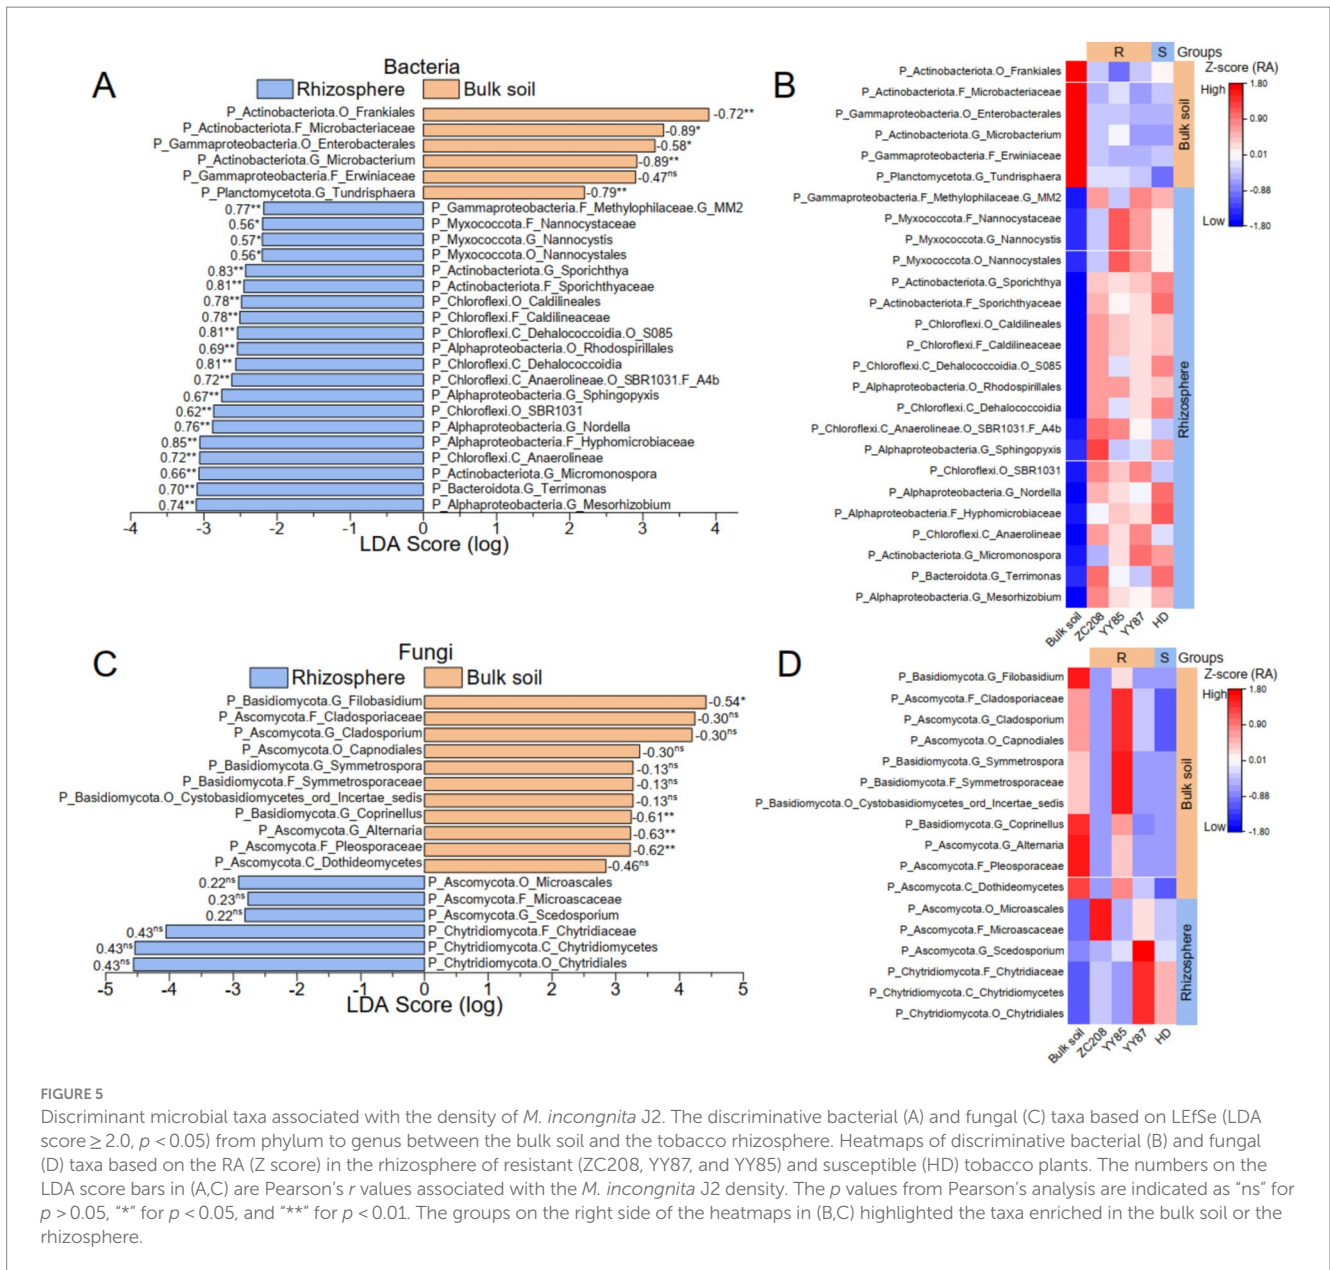 A
Bacteria
Rhizosphere
Bulk soil
P_Actinobacteriota.O_Frankiales -0.72**
P_Actinobacteriota.F_Microbacteriaceae -0.89*
P_Gammaproteobacteria.O_Enterobacterales -0.58*
P_Actinobacteriota.G_Microbacterium -0.89**
P_Gammaproteobacteria.F_Erwiniaceae -0.47ns
P_Planctomycetota.G_Tundrisphaera -0.79**
0.77** P_Gammaproteobacteria.F_Methylophilaceae.G_MM2
0.56* P_Myxococcota.F_Nannocystaceae
0.57* P_Myxococcota.G_Nannocystis
0.56* P_Myxococcota.O_Nannocystales
0.83** P_Actinobacteriota.G_Sporichthya
0.81** P_Actinobacteriota.F_Sporichthyaceae
0.78** P_Chloroflexi.O_Caldilineales
0.78** P_Chloroflexi.F_Caldilineaceae
0.81** P_Chloroflexi.C_Dehalococcoidia.O_S085
0.69** P_Alphaproteobacteria.O_Rhodospirillales
0.81** P_Chloroflexi.C_Dehalococcoidia
0.72** P_Chloroflexi.C_Anaerolineae.O_SBR1031.F_A4b
0.67** P_Alphaproteobacteria.G_Sphingopyxis
0.62** P_Chloroflexi.O_SBR1031
0.76** P_Alphaproteobacteria.G_Nordella
0.85** P_Alphaproteobacteria.F_Hyphomicrobiaceae
0.72** P_Chloroflexi.C_Anaerolineae
0.66** P_Actinobacteriota.G_Micromonospora
0.70** P_Bacteroidota.G_Terrimonas
0.74** P_Alphaproteobacteria.G_Mesorhizobium
-4 -3 -2 -1 0 1 2 3 4
LDA Score (log)
B
R S Groups
Z-score (RA)
High 1.80
0.90
0.01
-0.88
Low -1.80
P_Actinobacteriota.O_Frankiales
P_Actinobacteriota.F_Microbacteriaceae
P_Gammaproteobacteria.O_Enterobacterales
P_Actinobacteriota.G_Microbacterium
P_Gammaproteobacteria.F_Erwiniaceae
P_Planctomycetota.G_Tundrisphaera
P_Gammaproteobacteria.F_Methylophilaceae.G_MM2
P_Myxococcota.F_Nannocystaceae
P_Myxococcota.G_Nannocystis
P_Myxococcota.O_Nannocystales
P_Actinobacteriota.G_Sporichthya
P_Actinobacteriota.F_Sporichthyaceae
P_Chloroflexi.O_Caldilineales
P_Chloroflexi.F_Caldilineaceae
P_Chloroflexi.C_Dehalococcoidia.O_S085
P_Alphaproteobacteria.O_Rhodospirillales
P_Chloroflexi.C_Dehalococcoidia
P_Chloroflexi.C_Anaerolineae.O_SBR1031.F_A4b
P_Alphaproteobacteria.G_Sphingopyxis
P_Chloroflexi.O_SBR1031
P_Alphaproteobacteria.G_Nordella
P_Alphaproteobacteria.F_Hyphomicrobiaceae
P_Chloroflexi.C_Anaerolineae
P_Actinobacteriota.G_Micromonospora
P_Bacteroidota.G_Terrimonas
P_Alphaproteobacteria.G_Mesorhizobium
Bulk soil
Rhizosphere
Bulk soil ZC208 YY85 YY87 HD
C
Fungi
Rhizosphere
Bulk soil
P_Basidiomycota.G_Filobasidium -0.54*
P_Ascomycota.F_Cladosporiaceae -0.30ns
P_Ascomycota.G_Cladosporium -0.30ns
P_Ascomycota.O_Capnodiales -0.30ns
P_Basidiomycota.G_Symmetrospora -0.13ns
P_Basidiomycota.F_Symmetrosporaceae -0.13ns
P_Basidiomycota.O_Cystobasidiomycetes_ord_Incertae_sedis -0.13ns
P_Basidiomycota.G_Coprinellus -0.61**
P_Ascomycota.G_Alternaria -0.63**
P_Ascomycota.F_Pleosporaceae -0.62**
P_Ascomycota.C_Dothideomycetes -0.46ns
0.22ns P_Ascomycota.O_Microascales
0.23ns P_Ascomycota.F_Microascaceae
0.22ns P_Ascomycota.G_Scedosporium
0.43ns P_Chytridiomycota.F_Chytridiaceae
0.43ns P_Chytridiomycota.C_Chytridiomycetes
0.43ns P_Chytridiomycota.O_Chytridiales
-5 -4 -3 -2 -1 0 1 2 3 4 5
LDA Score (log)
D
R S Groups
Z-score (RA)
High 1.80
0.90
0.01
-0.88
Low -1.80
P_Basidiomycota.G_Filobasidium
P_Ascomycota.F_Cladosporiaceae
P_Ascomycota.G_Cladosporium
P_Ascomycota.O_Capnodiales
P_Basidiomycota.G_Symmetrospora
P_Basidiomycota.F_Symmetrosporaceae
P_Basidiomycota.O_Cystobasidiomycetes_ord_Incertae_sedis
P_Basidiomycota.G_Coprinellus
P_Ascomycota.G_Alternaria
P_Ascomycota.F_Pleosporaceae
P_Ascomycota.C_Dothideomycetes
P_Ascomycota.O_Microascales
P_Ascomycota.F_Microascaceae
P_Ascomycota.G_Scedosporium
P_Chytridiomycota.F_Chytridiaceae
P_Chytridiomycota.C_Chytridiomycetes
P_Chytridiomycota.O_Chytridiales
Bulk soil
Rhizosphere
Bulk soil ZC208 YY85 YY87 HD
FIGURE 5
Discriminant microbial taxa associated with the density of M. incongnita J2. The discriminative bacterial (A) and fungal (C) taxa based on LEfSe (LDA
score ≥ 2.0, p < 0.05) from phylum to genus between the bulk soil and the tobacco rhizosphere. Heatmaps of discriminative bacterial (B) and fungal
(D) taxa based on the RA (Z score) in the rhizosphere of resistant (ZC208, YY87, and YY85) and susceptible (HD) tobacco plants. The numbers on the
LDA score bars in (A,C) are Pearson's r values associated with the M. incongnita J2 density. The p values from Pearson's analysis are indicated as "ns" for
p > 0.05, "*" for p < 0.05, and "**" for p < 0.01. The groups on the right side of the heatmaps in (B,C) highlighted the taxa enriched in the bulk soil or the
rhizosphere.